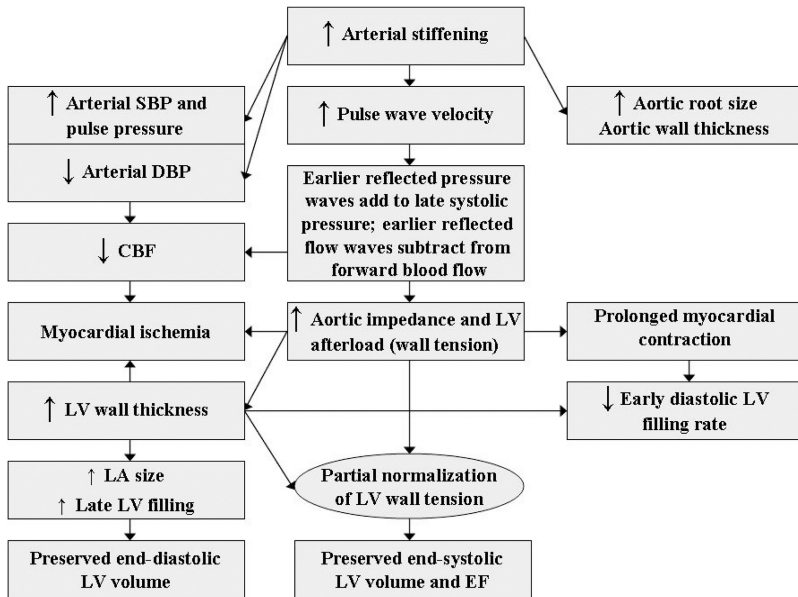 ↑ Arterial stiffening
↑ Arterial SBP and
pulse pressure
↑ Pulse wave velocity
↑ Aortic root size
Aortic wall thickness
↓ Arterial DBP
Earlier reflected pressure
waves add to late systolic
pressure; earlier reflected
flow waves subtract from
forward blood flow
↓ CBF
Myocardial ischemia
↑ Aortic impedance and LV
afterload (wall tension)
Prolonged myocardial
contraction
↑ LV wall thickness
↓ Early diastolic LV
filling rate
↑ LA size
↑ Late LV filling
Partial normalization
of LV wall tension
Preserved end-diastolic
LV volume
Preserved end-systolic
LV volume and EF